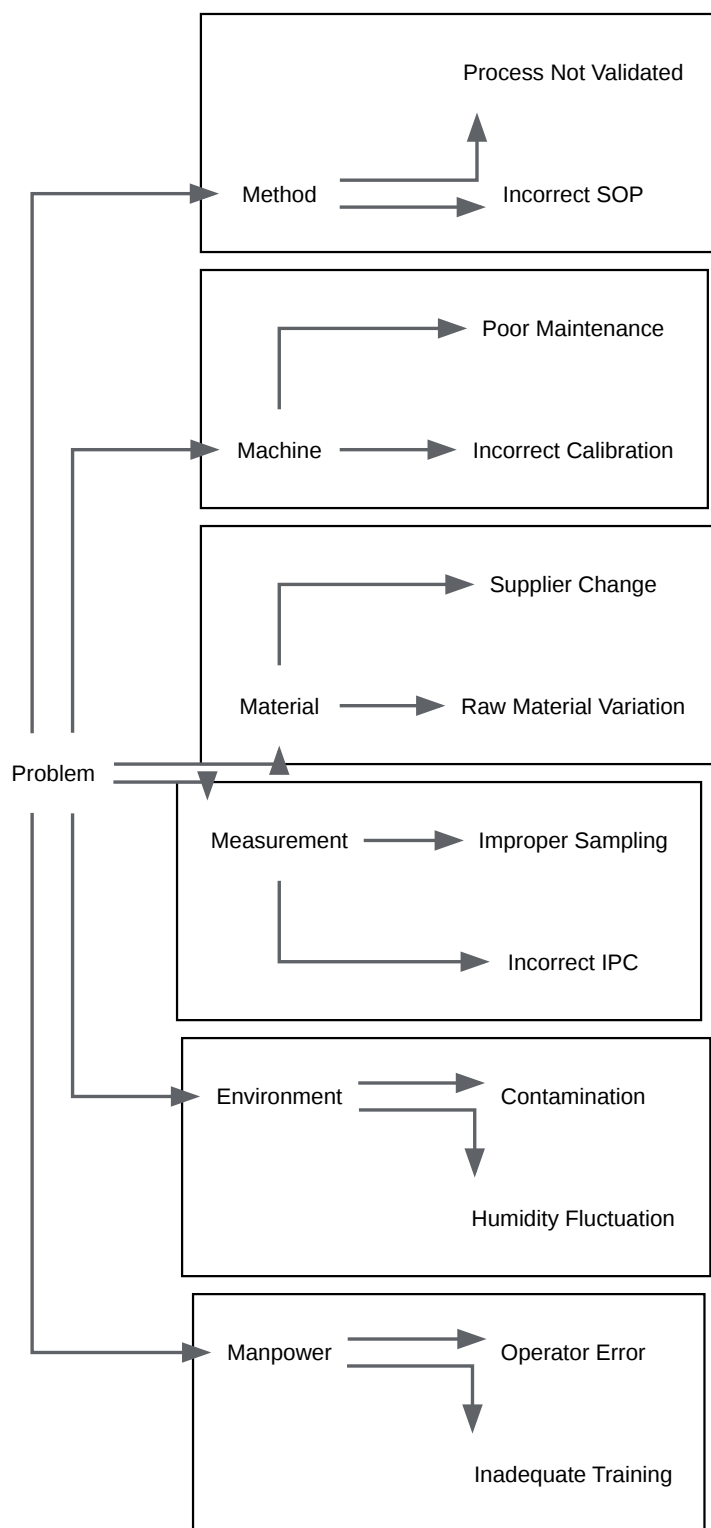 Process Not Validated
Method
Incorrect SOP
Poor Maintenance
Machine
Incorrect Calibration
Supplier Change
Material
Raw Material Variation
Problem
Measurement
Improper Sampling
Incorrect IPC
Environment
Contamination
Humidity Fluctuation
Manpower
Operator Error
Inadequate Training